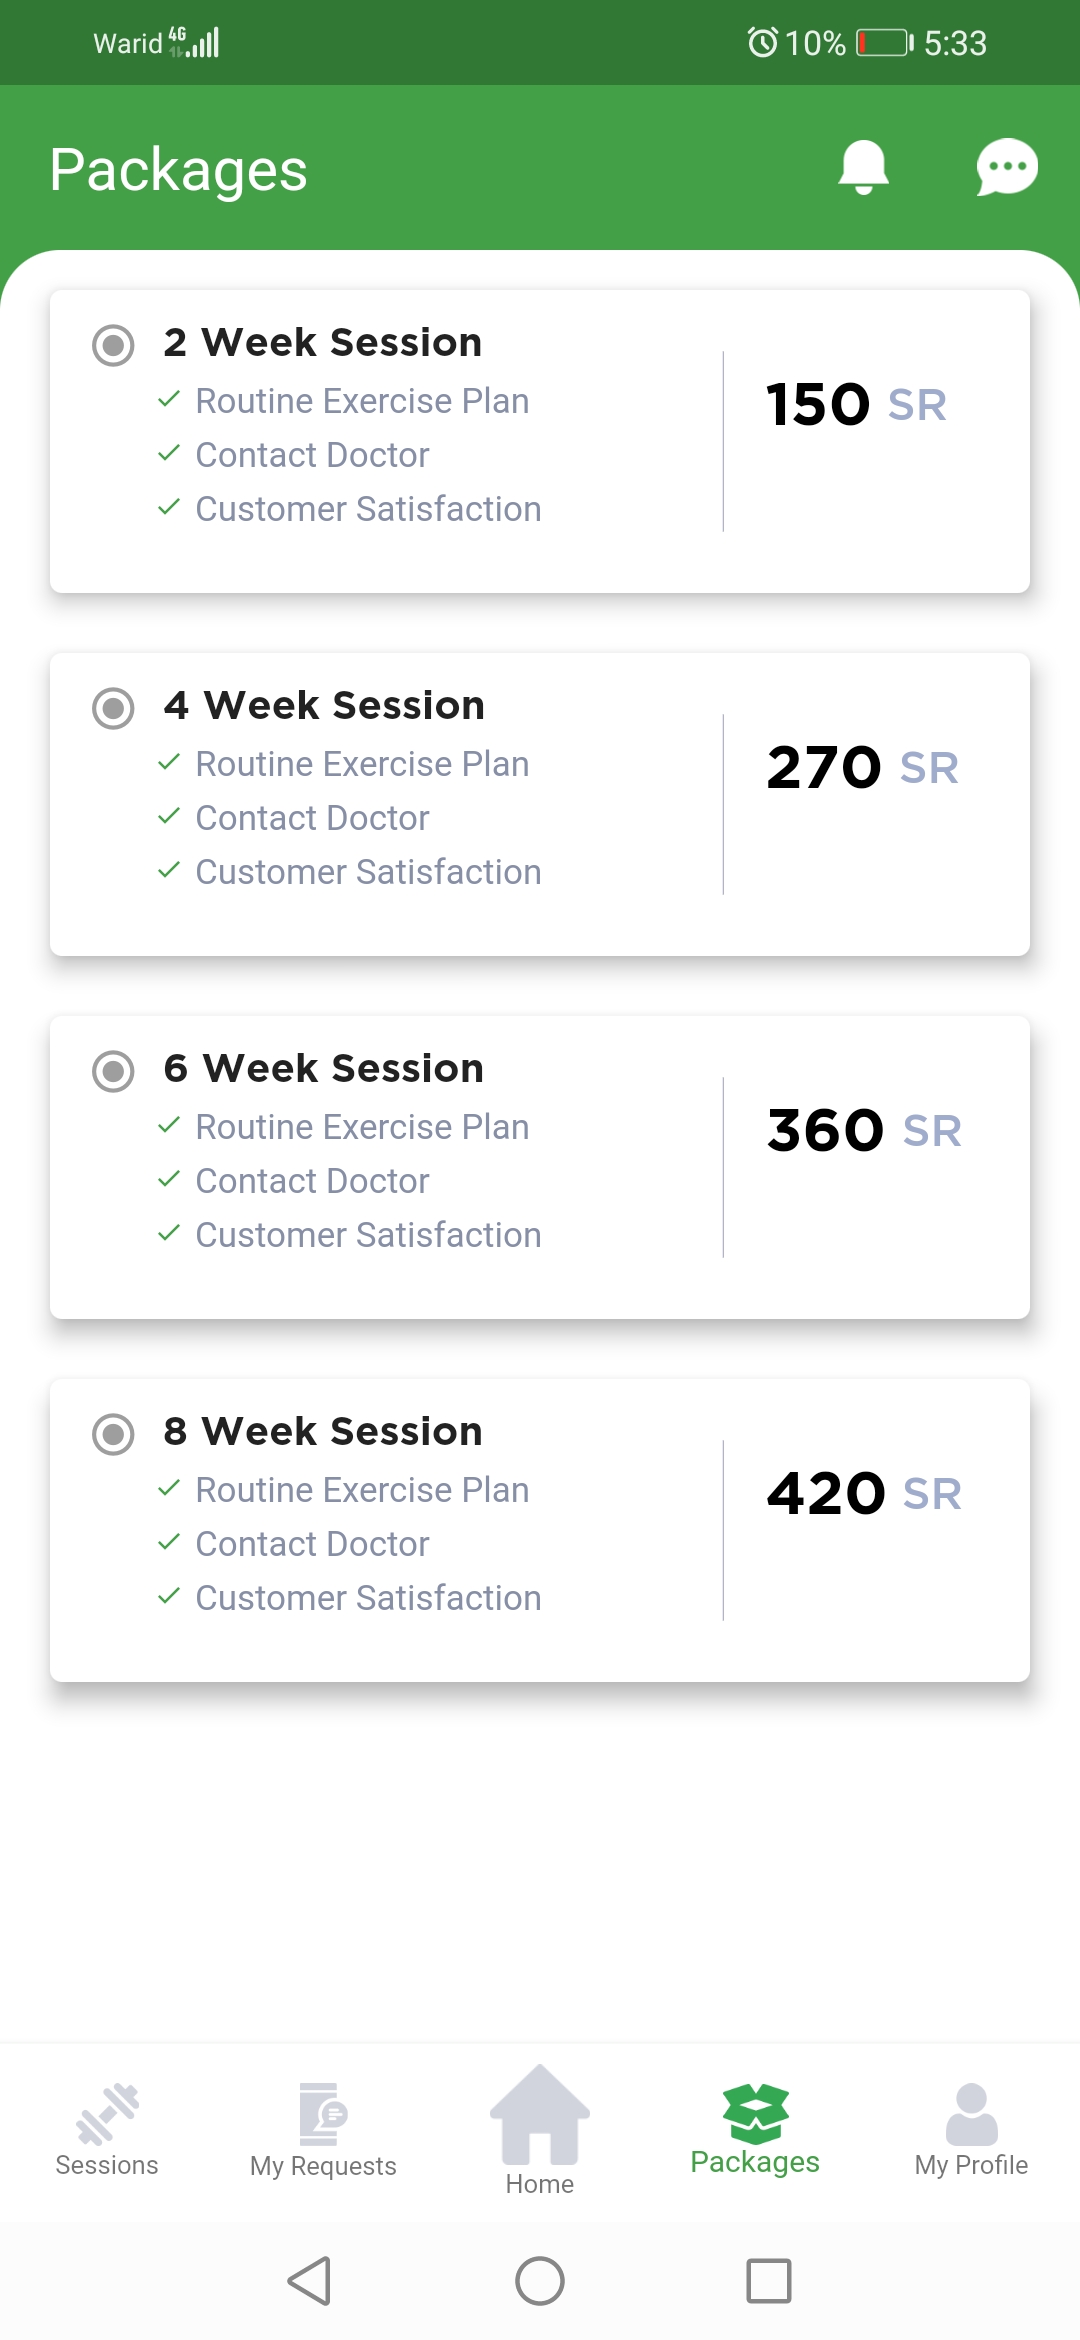 Warid 4G 10% 5:33
Packages
2 Week Session
Routine Exercise Plan
Contact Doctor
Customer Satisfaction
150 SR
4 Week Session
Routine Exercise Plan
Contact Doctor
Customer Satisfaction
270 SR
6 Week Session
Routine Exercise Plan
Contact Doctor
Customer Satisfaction
360 SR
8 Week Session
Routine Exercise Plan
Contact Doctor
Customer Satisfaction
420 SR
Sessions
My Requests
Home
Packages
My Profile